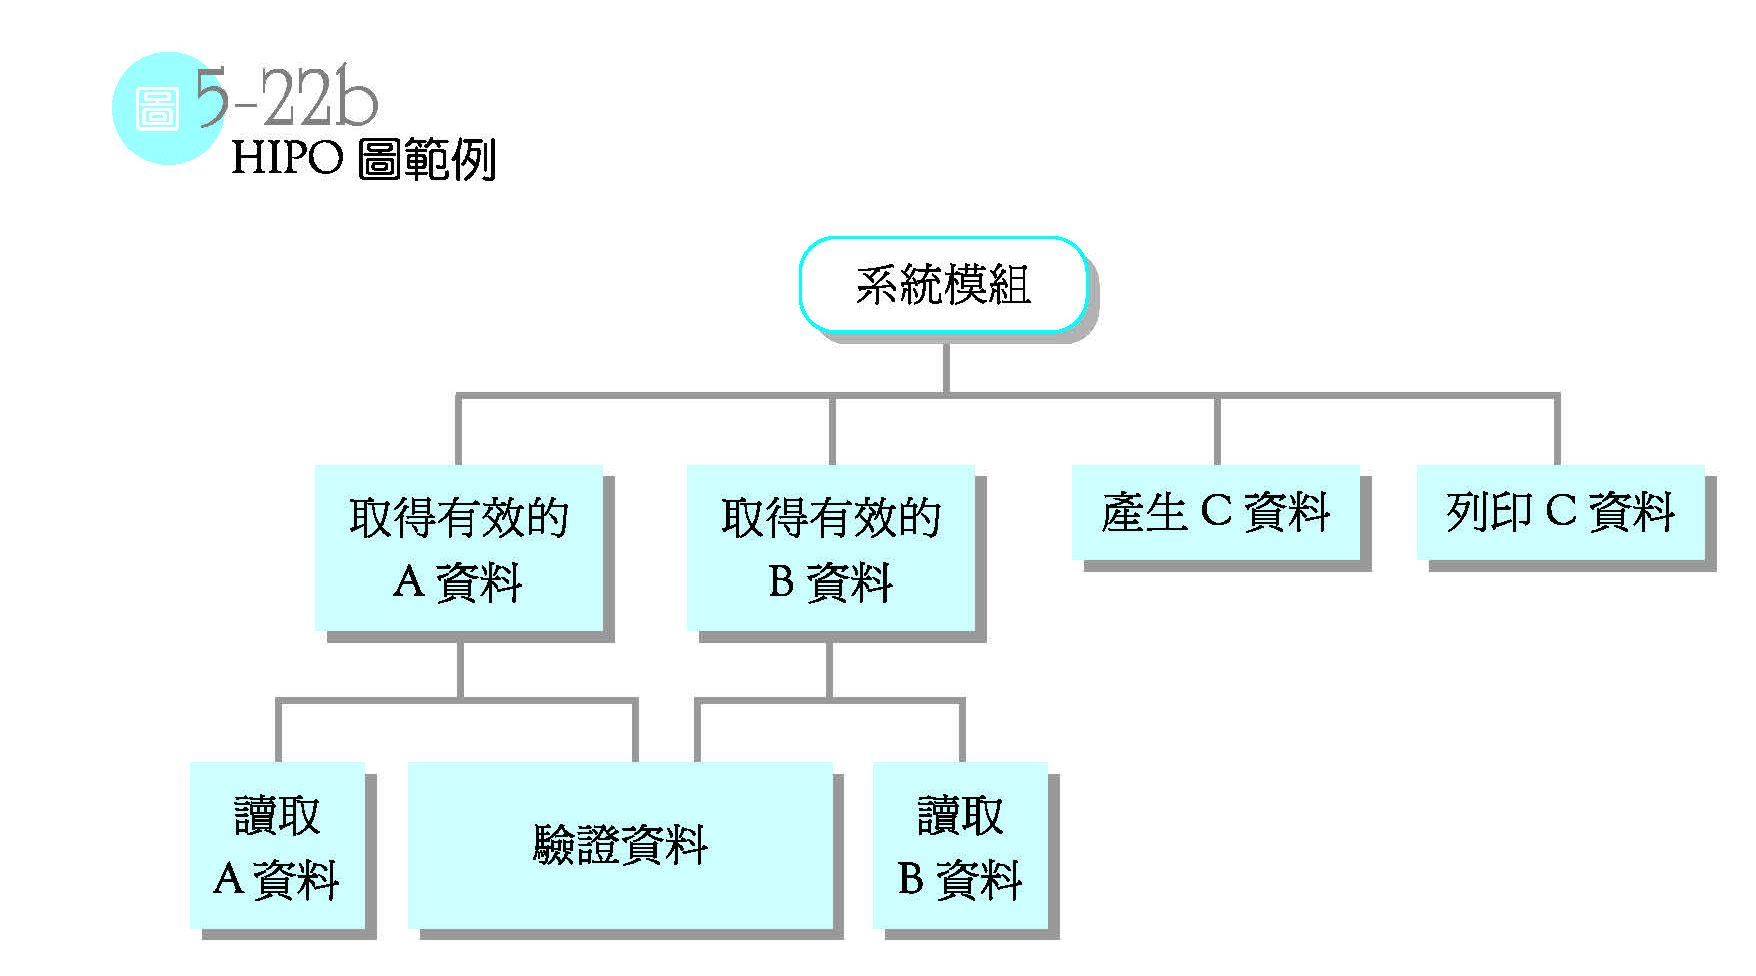 圖 5-22b
HIPO 圖範例
系統模組
取得有效的
A 資料
取得有效的
B 資料
產生 C 資料
列印 C 資料
讀取
A 資料
驗證資料
讀取
B 資料